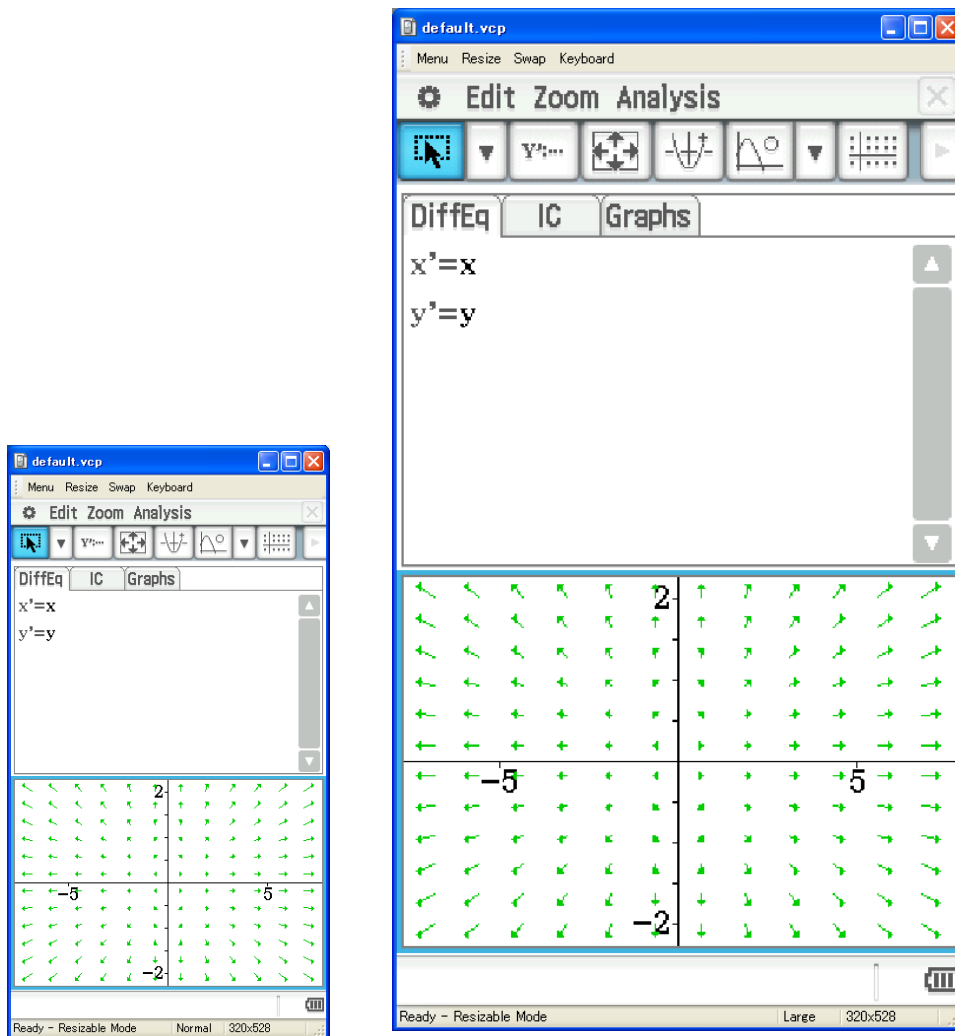 default.vcp
Menu Resize Swap Keyboard
Edit Zoom Analysis
Y':...
DiffEq IC Graphs
x'=x
y'=y
2
-5 5
-2
Ready - Resizable Mode Normal 320x528
default.vcp
Menu Resize Swap Keyboard
Edit Zoom Analysis
Y':...
DiffEq IC Graphs
x'=x
y'=y
2
-5 5
-2
Ready - Resizable Mode Large 320x528